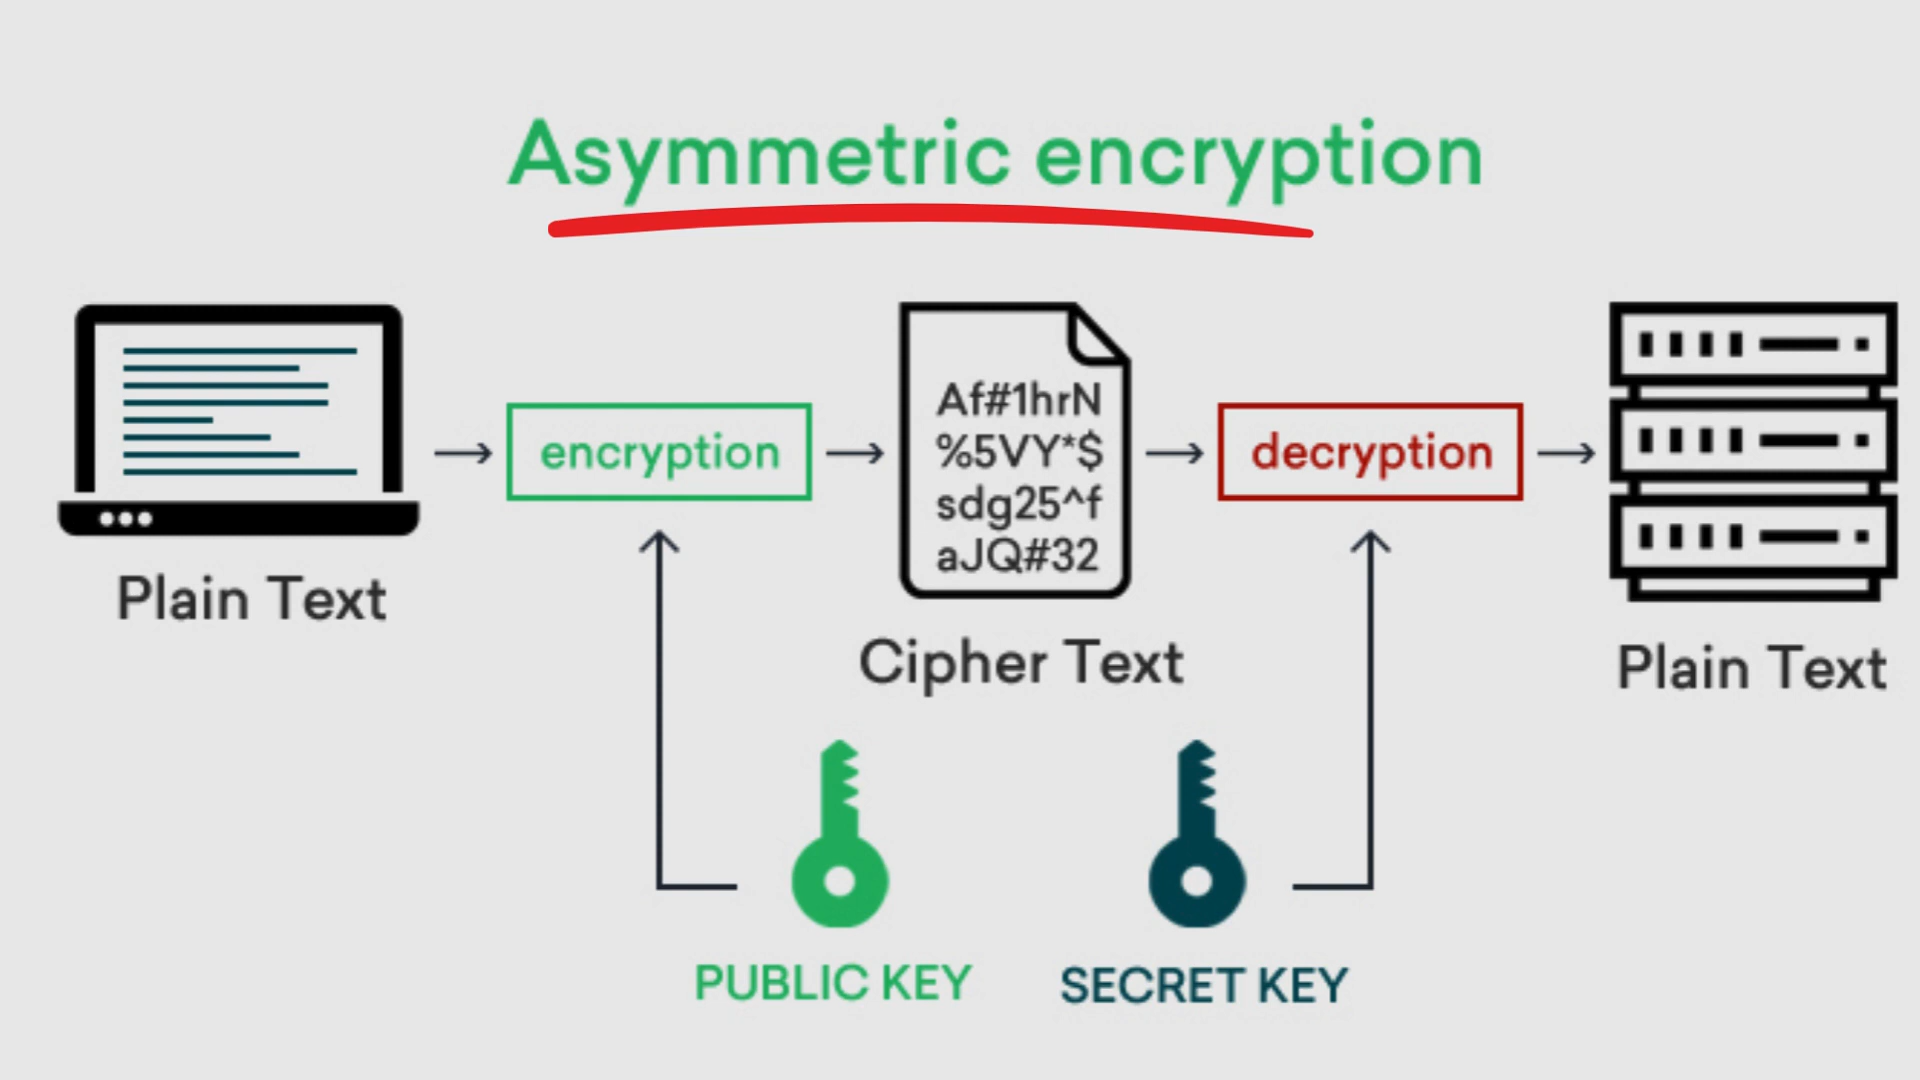 Asymmetric encryption
encryption
Af#1hrN
%5VY*$
sdg25^f
aJQ#32
decryption
Plain Text
Cipher Text
Plain Text
PUBLIC KEY
SECRET KEY